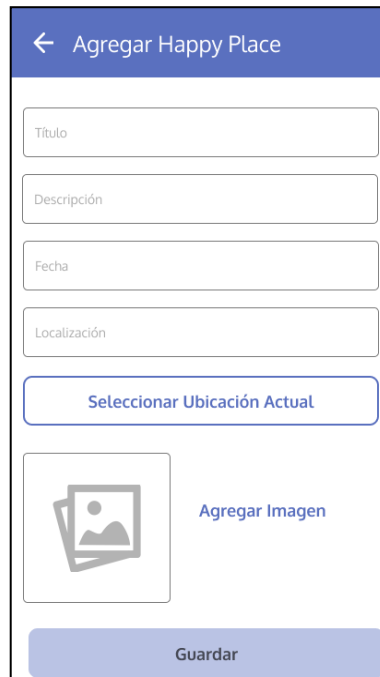 Agregar Happy Place
Título
Descripción
Fecha
Localización
Seleccionar Ubicación Actual
Agregar Imagen
Guardar